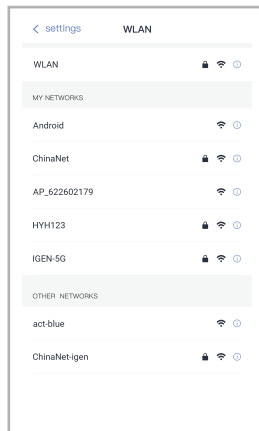 settings WLAN
WLAN
MY NETWORKS
Android
ChinaNet
AP_622602179
HYH123
IGEN-5G
OTHER NETWORKS
act-blue
ChinaNet-igen